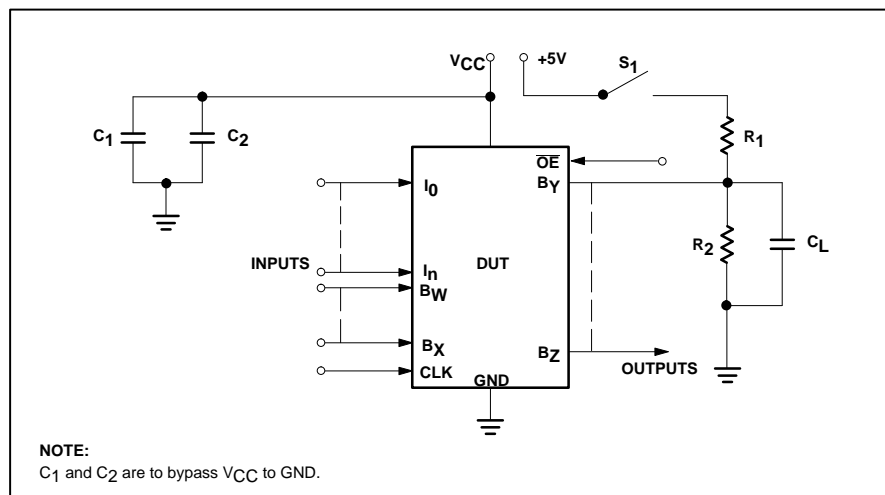 VCC +5V S1
C1 C2 R1
OE
I0 BY
R2 CL
INPUTS In DUT
BW
BX BZ
CLK GND OUTPUTS
NOTE:
C1 and C2 are to bypass VCC to GND.